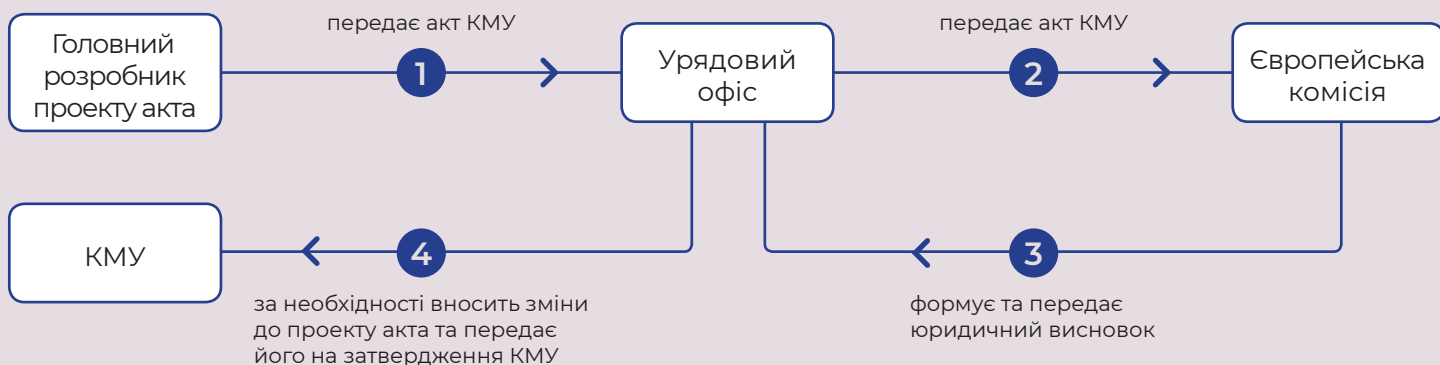 Головний
розробник
проекту акта
передає акт КМУ
1
Урядовий
офіс
передає акт КМУ
2
Європейська
комісія
КМУ
4
за необхідності вносить зміни
до проекту акта та передає
його на затвердження КМУ
3
формує та передає
юридичний висновок